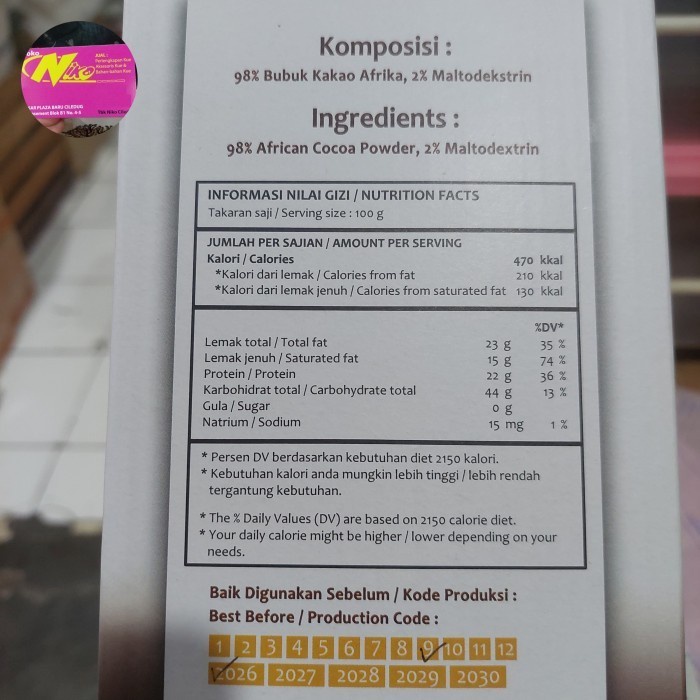 Nico
Komposisi :
98% Bubuk Kakao Afrika, 2% Maltodekstrin
Ingredients :
98% African Cocoa Powder, 2% Maltodextrin
INFORMASI NILAI GIZI / NUTRITION FACTS
Takaran saji / Serving size : 100 g
JUMLAH PER SAJIAN / AMOUNT PER SERVING
Kalori / Calories 470 kkal
*Kalori dari lemak / Calories from fat 210 kkal
*Kalori dari lemak jenuh / Calories from saturated fat 130 kkal
%DV*
Lemak total / Total fat 23 g 35 %
Lemak jenuh / Saturated fat 15 g 74 %
Protein / Protein 22 g 36 %
Karbohidrat total / Carbohydrate total 44 g 13 %
Gula / Sugar 0 g
Natrium / Sodium 15 mg 1 %
* Persen DV berdasarkan kebutuhan diet 2150 kalori.
* Kebutuhan kalori anda mungkin lebih tinggi / lebih rendah
tergantung kebutuhan.
* The % Daily Values (DV) are based on 2150 calorie diet.
* Your daily calorie might be higher / lower depending on your
needs.
Baik Digunakan Sebelum / Kode Produksi :
Best Before / Production Code :
1 2 3 4 5 6 7 8 9 10 11 12
2026 2027 2028 2029 2030